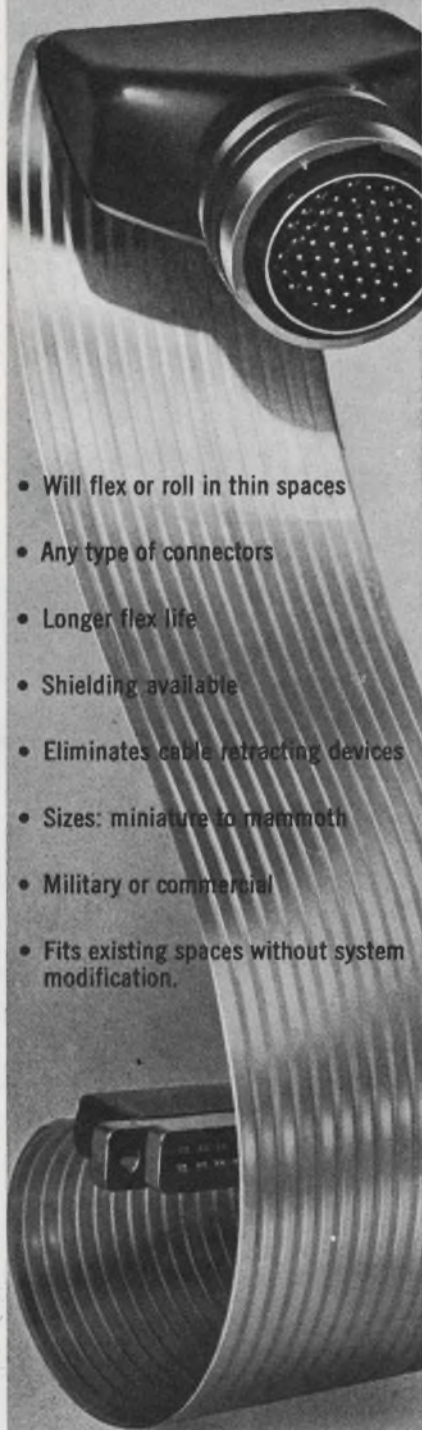 • Will flex or roll in thin spaces
• Any type of connectors
• Longer flex life
• Shielding available
• Eliminates cable retracting devices
• Sizes: miniature to mammoth
• Military or commercial
• Fits existing spaces without system
modification.